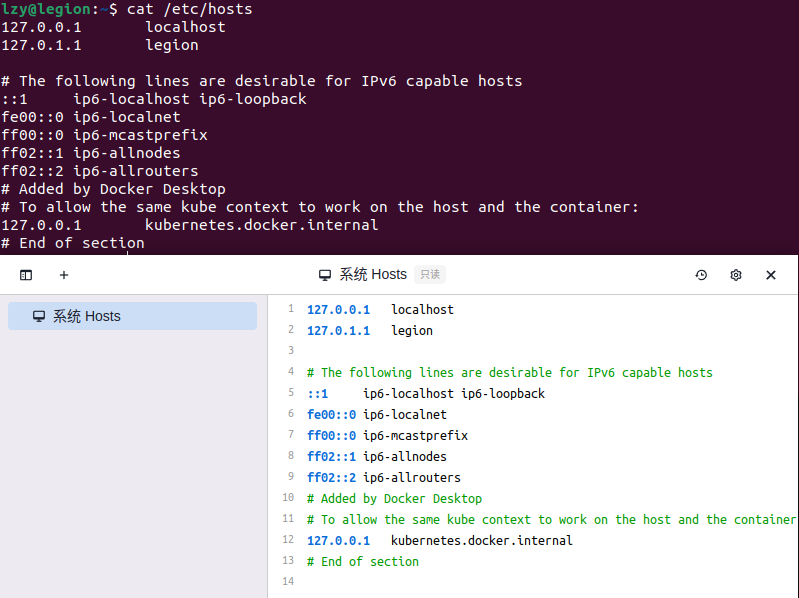 lzy@legion:~$ cat /etc/hosts
127.0.0.1       localhost
127.0.1.1       legion

# The following lines are desirable for IPv6 capable hosts
::1     ip6-localhost ip6-loopback
fe00::0 ip6-localnet
ff00::0 ip6-mcastprefix
ff02::1 ip6-allnodes
ff02::2 ip6-allrouters
# Added by Docker Desktop
# To allow the same kube context to work on the host and the container:
127.0.0.1       kubernetes.docker.internal
# End of section
系统 Hosts 只读
系统 Hosts
1 127.0.0.1   localhost
2 127.0.1.1   legion
3
4 # The following lines are desirable for IPv6 capable hosts
5 ::1     ip6-localhost ip6-loopback
6 fe00::0 ip6-localnet
7 ff00::0 ip6-mcastprefix
8 ff02::1 ip6-allnodes
9 ff02::2 ip6-allrouters
10 # Added by Docker Desktop
11 # To allow the same kube context to work on the host and the container
12 127.0.0.1   kubernetes.docker.internal
13 # End of section
14